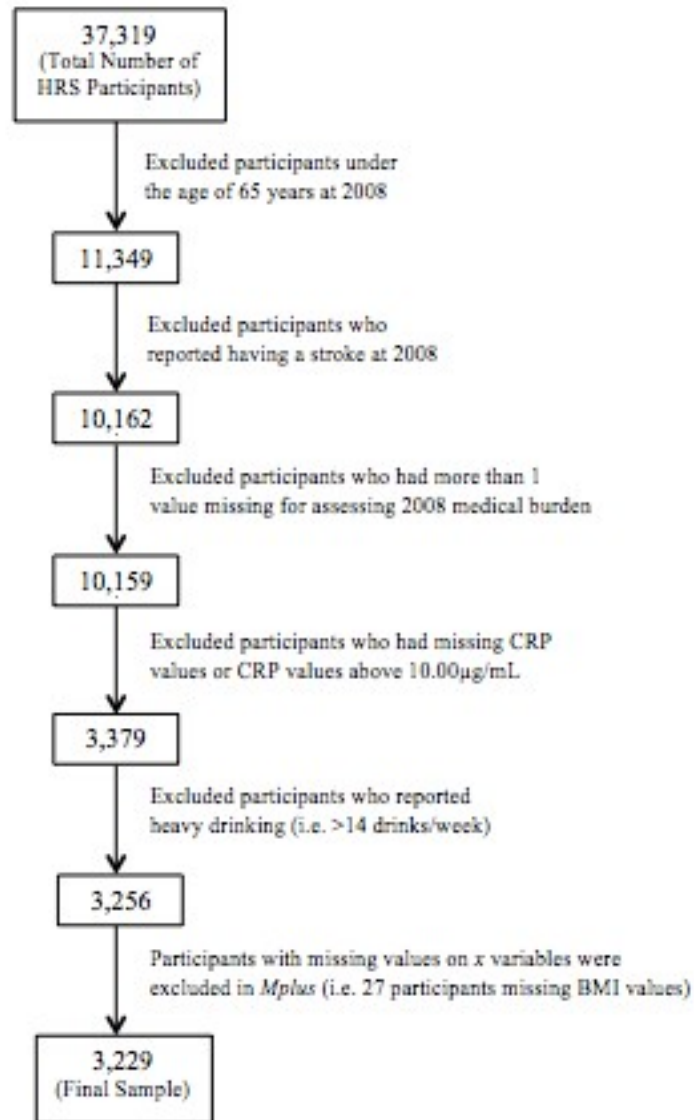 37,319
(Total Number of
HRS Participants)
Excluded participants under
the age of 65 years at 2008
11,349
Excluded participants who
reported having a stroke at 2008
10,162
Excluded participants who had more than 1
value missing for assessing 2008 medical burden
10,159
Excluded participants who had missing CRP
values or CRP values above 10.00µg/mL
3,379
Excluded participants who reported
heavy drinking (i.e. >14 drinks/week)
3,256
Participants with missing values on x variables were
excluded in Mplus (i.e. 27 participants missing BMI values)
3,229
(Final Sample)